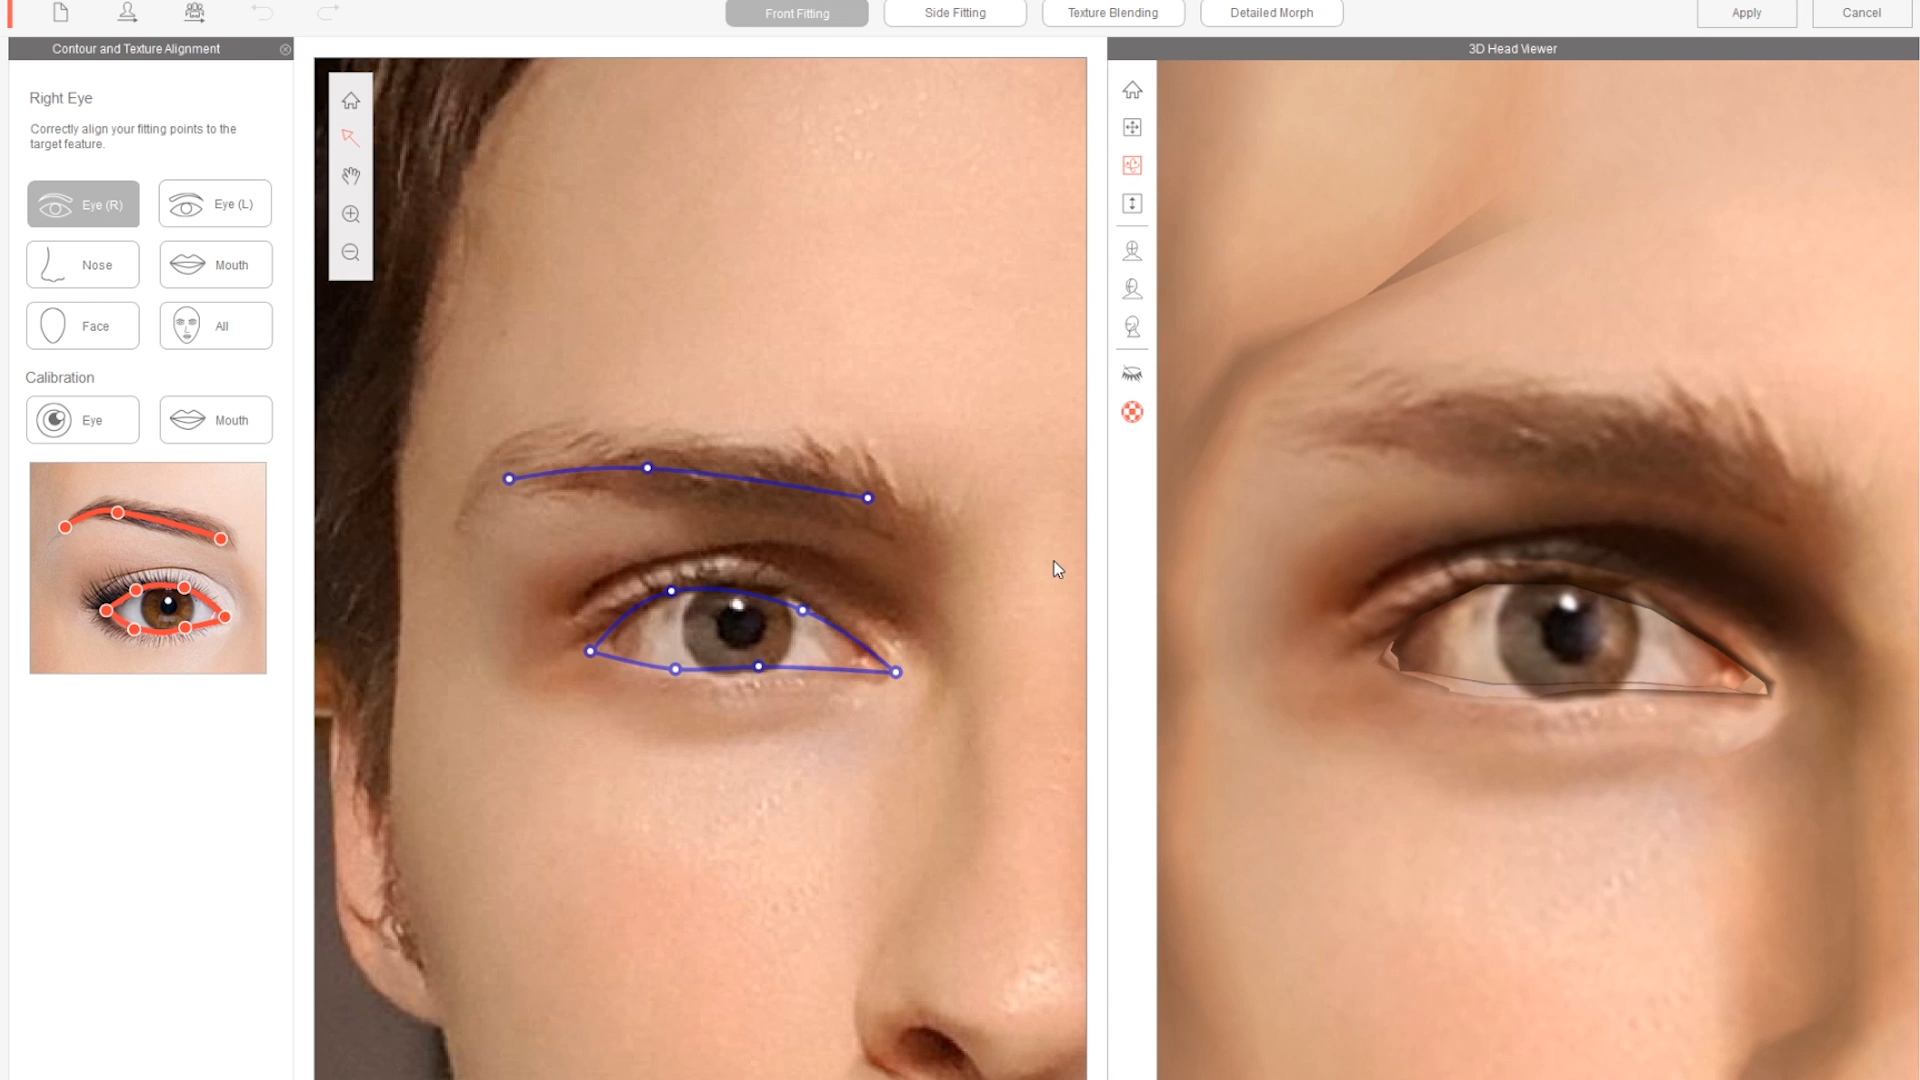 Front Fitting
Side Fitting
Texture Blending
Detailed Morph
Apply
Cancel
Contour and Texture Alignment
3D Head Viewer
Right Eye
Correctly align your fitting points to the
target feature.
Eye (R)
Eye (L)
Nose
Mouth
Face
All
Calibration
Eye
Mouth